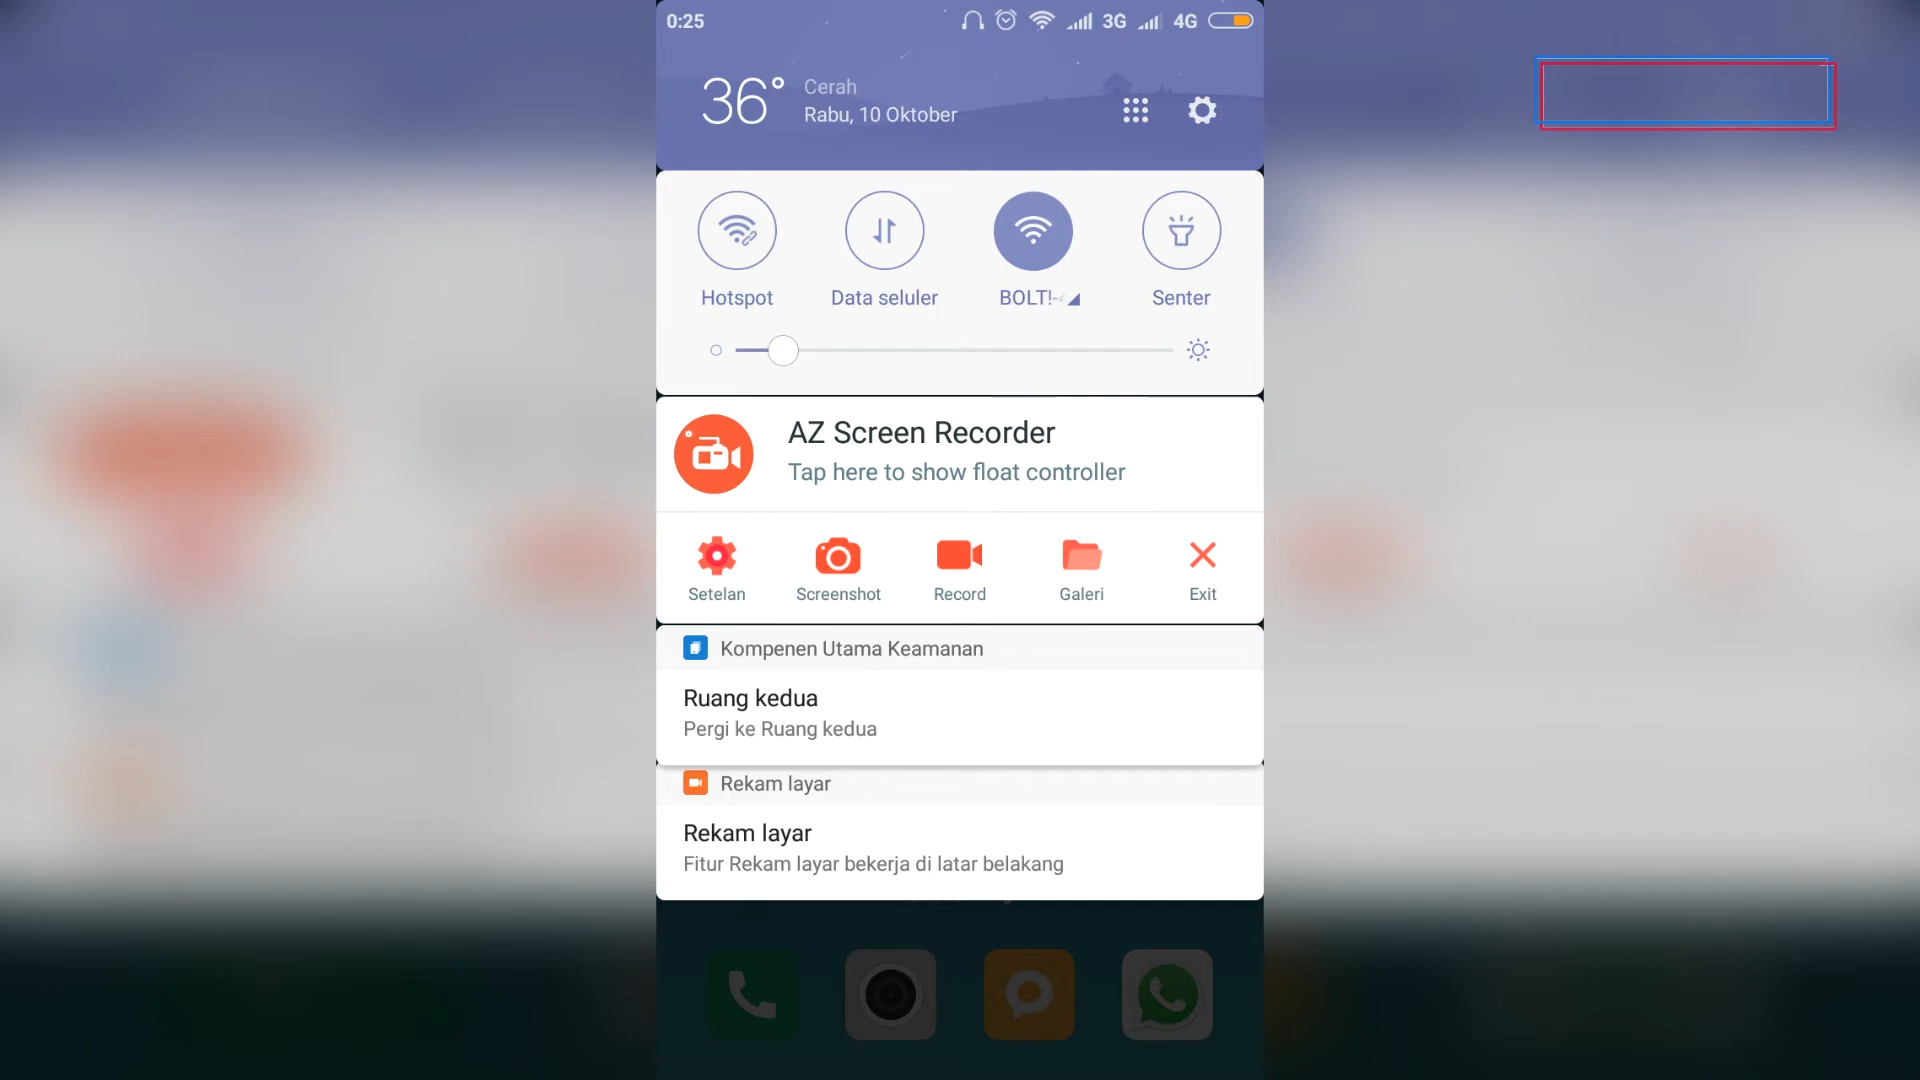 0:25
3G
4G
36°
Cerah
Rabu, 10 Oktober
Hotspot
Data seluler
BOLT!-
Senter
AZ Screen Recorder
Tap here to show float controller
Setelan
Screenshot
Record
Galeri
Exit
Kompenen Utama Keamanan
Ruang kedua
Pergi ke Ruang kedua
Rekam layar
Rekam layar
Fitur Rekam layar bekerja di latar belakang